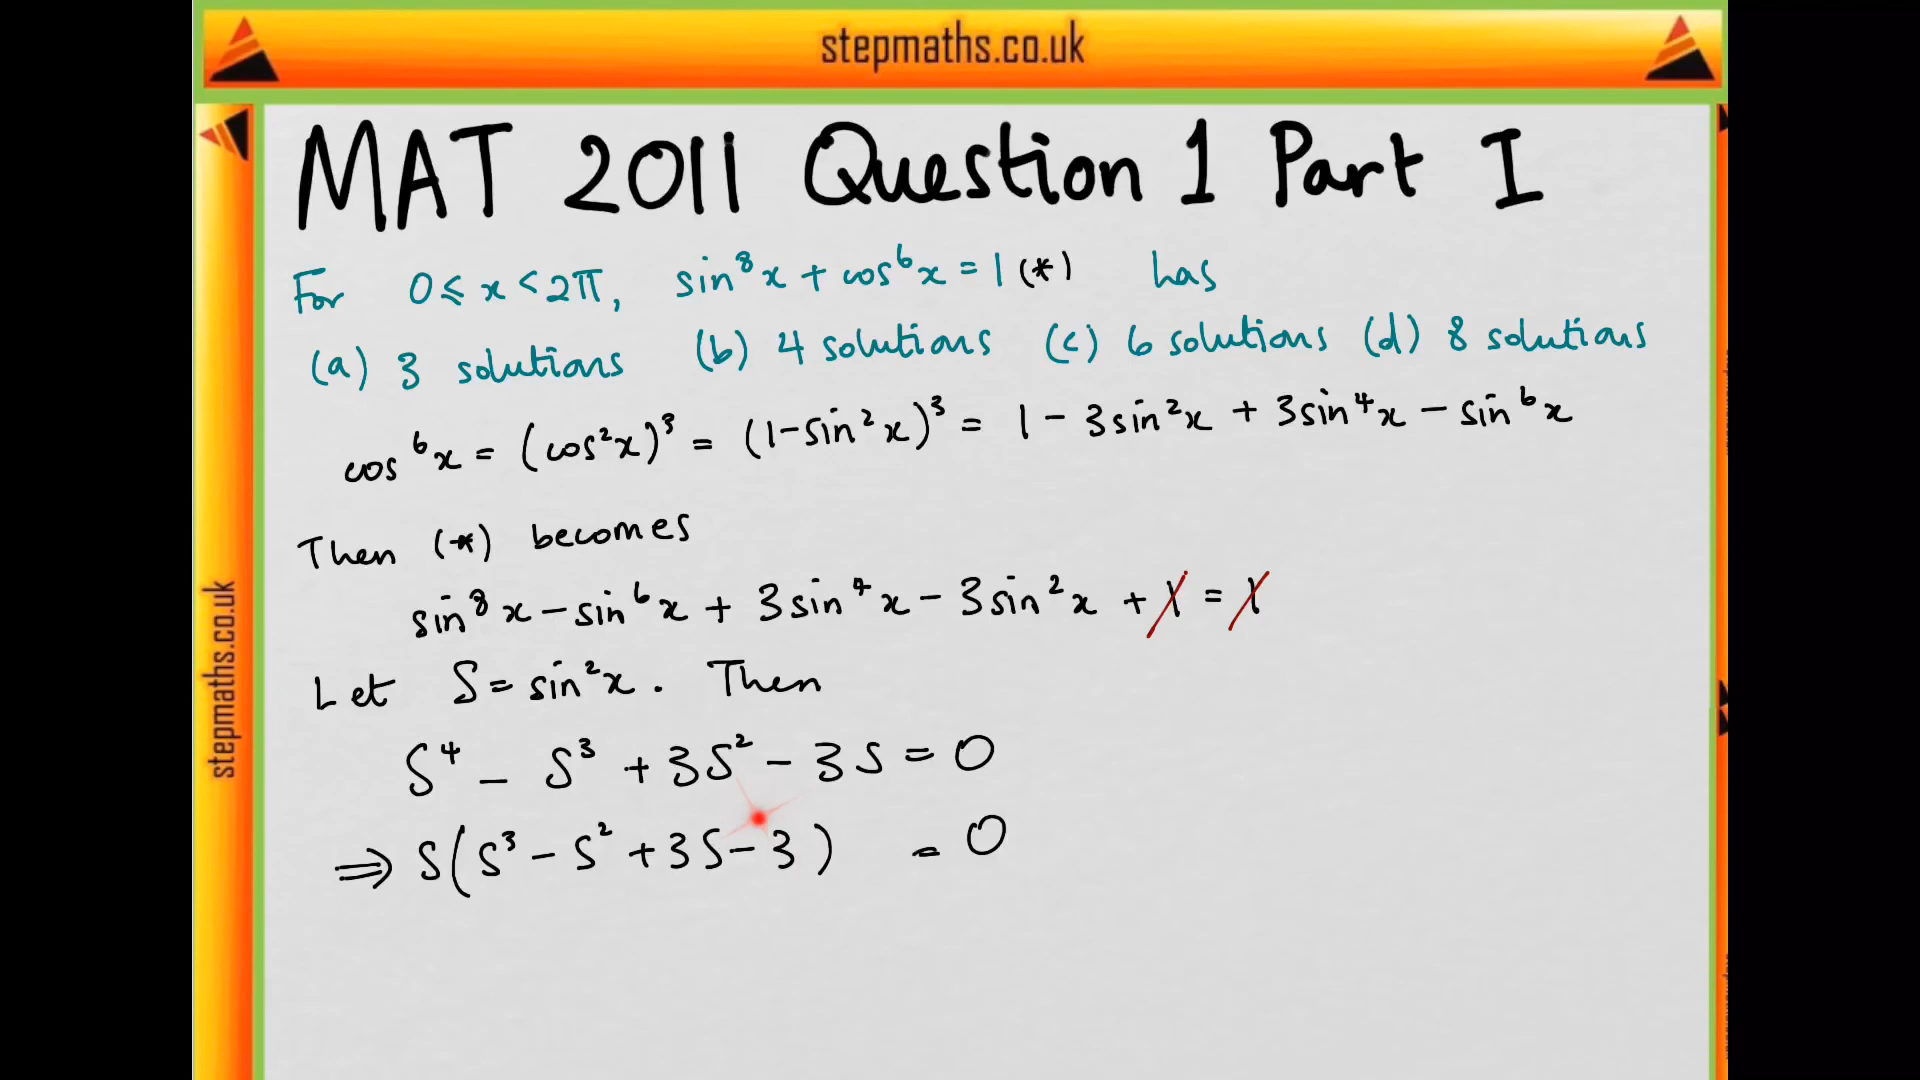 stepmaths.co.uk
MAT 2011 Question 1 Part I
For 0 ≤ x < 2π, sin⁸x + cos⁶x = 1 (*) has
(a) 3 solutions (b) 4 solutions (c) 6 solutions (d) 8 solutions
cos⁶x = (cos²x)³ = (1-sin²x)³ = 1 - 3sin²x + 3sin⁴x - sin⁶x
Then (*) becomes
sin⁸x - sin⁶x + 3sin⁴x - 3sin²x + 1 = 1
Let S = sin²x. Then
S⁴ - S³ + 3S² - 3S = 0
⇒ S(S³ - S² + 3S - 3) = 0
stepmaths.co.uk